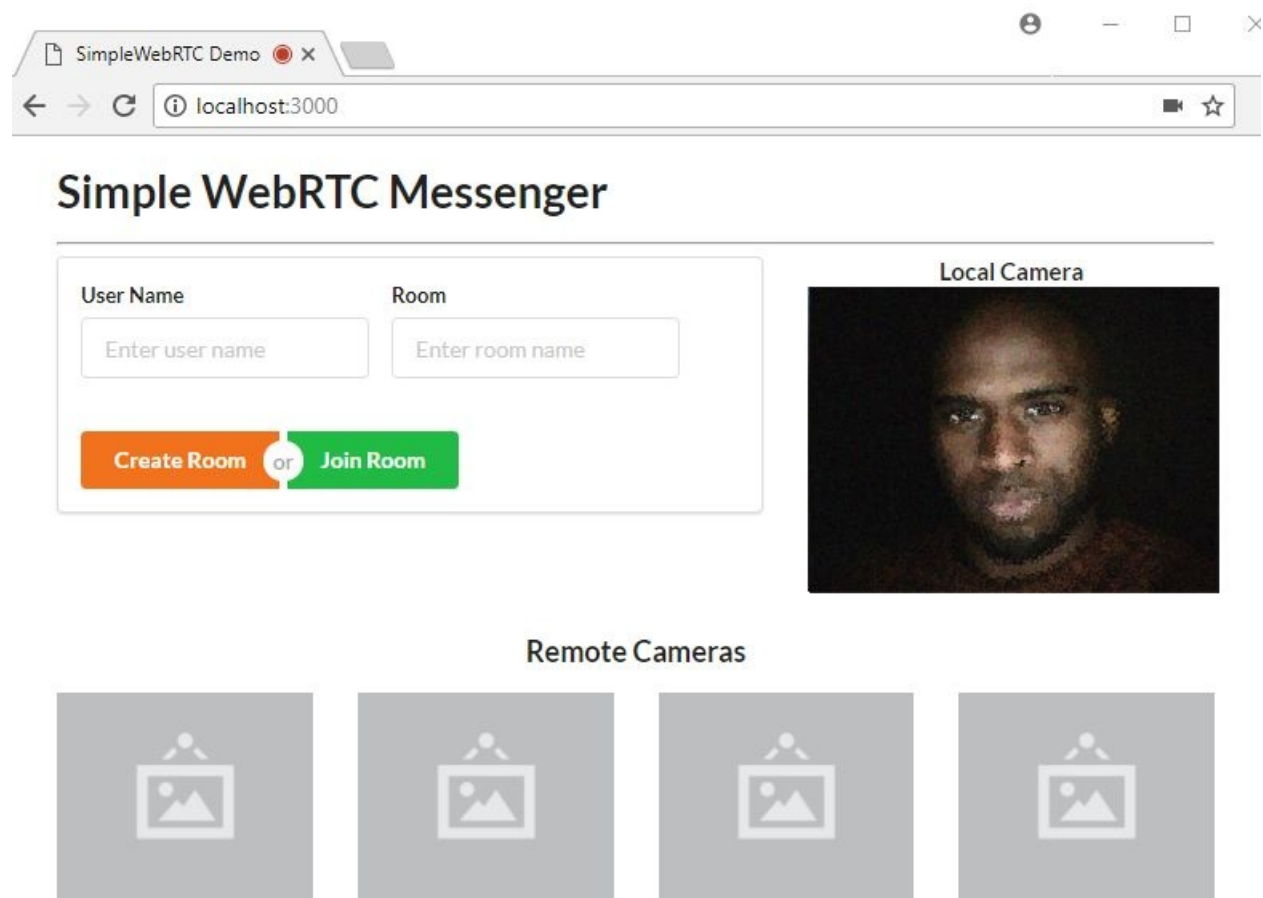 SimpleWebRTC Demo
localhost:3000
Simple WebRTC Messenger
User Name
Room
Enter user name
Enter room name
Create Room or Join Room
Local Camera
Remote Cameras